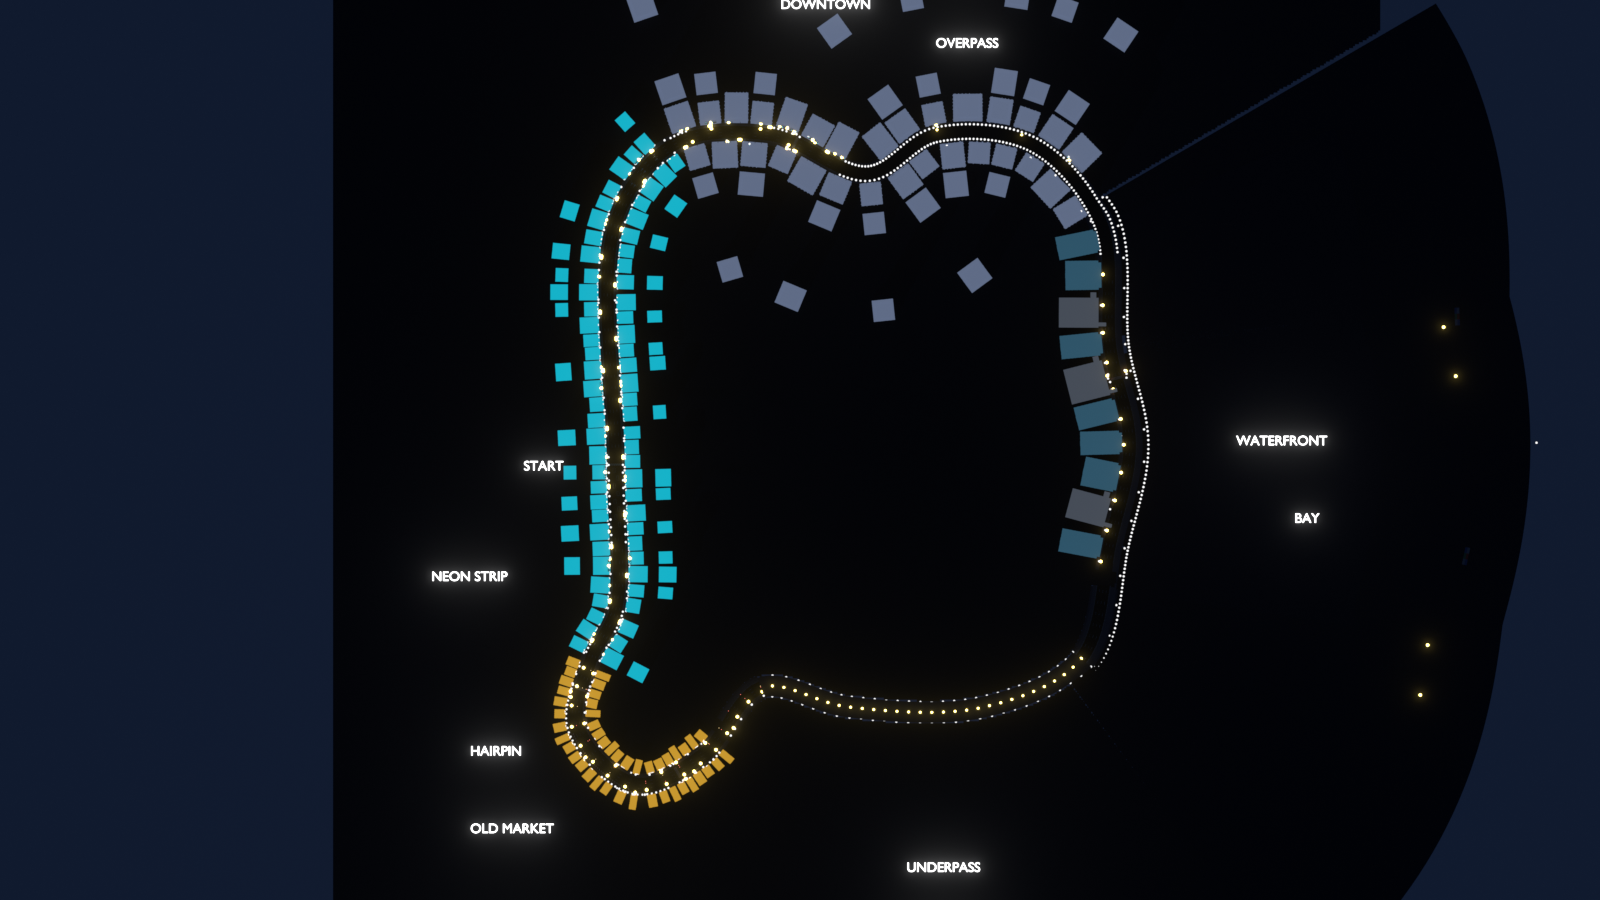 DOWNTOWN
OVERPASS
WATERFRONT
START
BAY
NEON STRIP
HAIRPIN
OLD MARKET
UNDERPASS